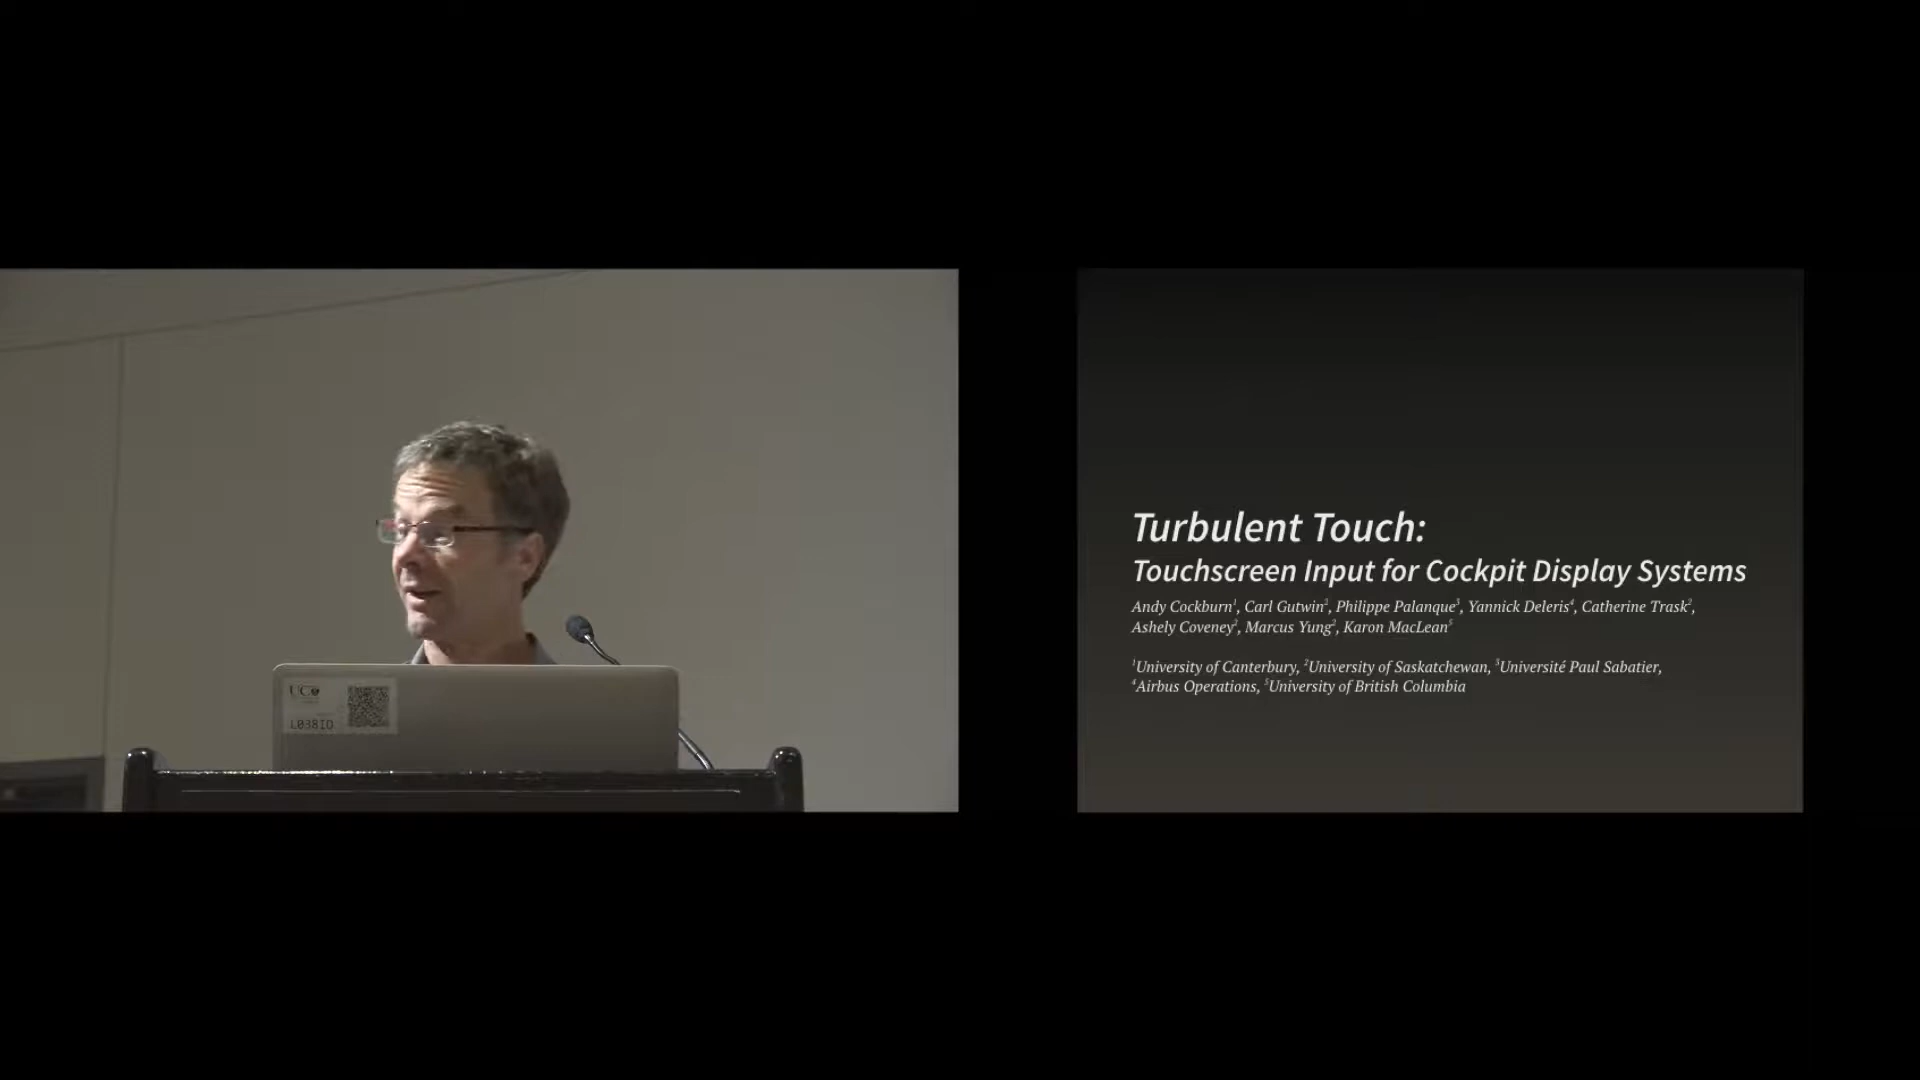 UC
L038ID
Turbulent Touch:
Touchscreen Input for Cockpit Display Systems
Andy Cockburn¹, Carl Gutwin², Philippe Palanque³, Yannick Deleris⁴, Catherine Trask²,
Ashely Coveney², Marcus Yung², Karon MacLean⁵
¹University of Canterbury, ²University of Saskatchewan, ³Université Paul Sabatier,
⁴Airbus Operations, ⁵University of British Columbia